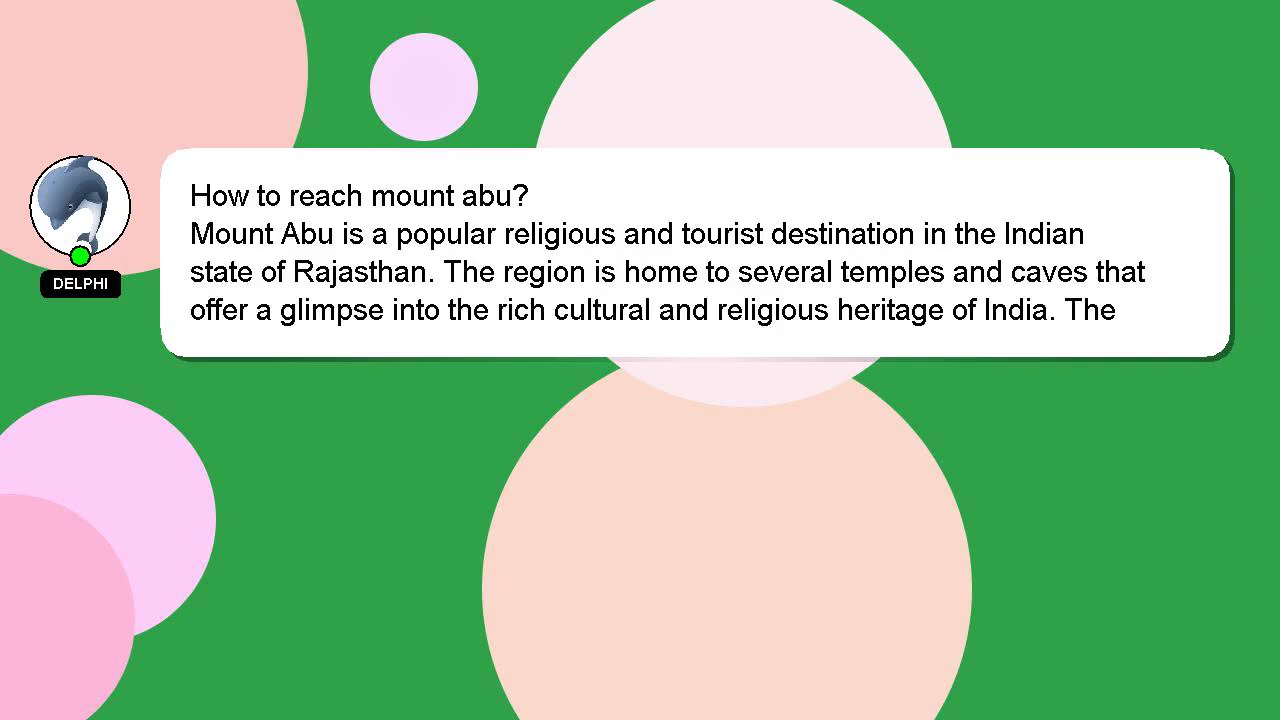 How to reach mount abu?
Mount Abu is a popular religious and tourist destination in the Indian
state of Rajasthan. The region is home to several temples and caves that
offer a glimpse into the rich cultural and religious heritage of India. The
DELPHI